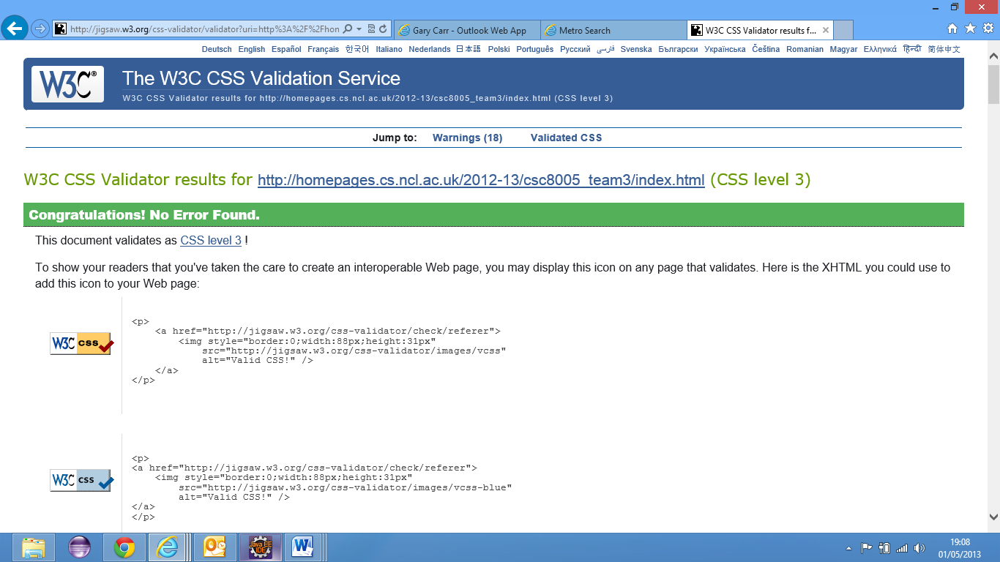 http://jigsaw.w3.org/css-validator/validator?uri=http%3A%2F%2Fhon
Gary Carr - Outlook Web App
Metro Search
W3C CSS Validator results f...
Deutsch English Español Français 한국어 Italiano Nederlands 日本語 Polski Português Русский فارسی Svenska Български Українська Čeština Romanian Magyar Ελληνικά हिन्दी 简体中文
W3C®
The W3C CSS Validation Service
W3C CSS Validator results for http://homepages.cs.ncl.ac.uk/2012-13/csc8005_team3/index.html (CSS level 3)
Jump to: Warnings (18) Validated CSS
W3C CSS Validator results for http://homepages.cs.ncl.ac.uk/2012-13/csc8005_team3/index.html (CSS level 3)
Congratulations! No Error Found.
This document validates as CSS level 3 !
To show your readers that you've taken the care to create an interoperable Web page, you may display this icon on any page that validates. Here is the XHTML you could use to
add this icon to your Web page:
W3C css
<p>
    <a href="http://jigsaw.w3.org/css-validator/check/referer">
        <img style="border:0;width:88px;height:31px"
            src="http://jigsaw.w3.org/css-validator/images/vcss"
            alt="Valid CSS!" />
    </a>
</p>
W3C css
<p>
<a href="http://jigsaw.w3.org/css-validator/check/referer">
    <img style="border:0;width:88px;height:31px"
        src="http://jigsaw.w3.org/css-validator/images/vcss-blue"
        alt="Valid CSS!" />
</a>
</p>
Java EE
IDE
19:08
01/05/2013